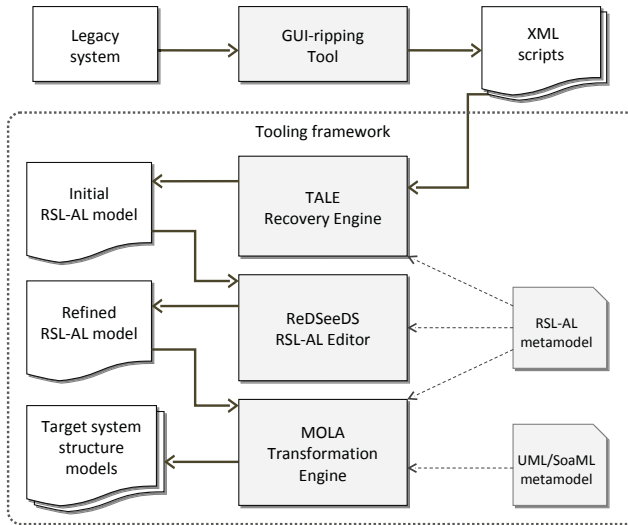 Legacy
system
GUI-ripping
Tool
XML
scripts
Tooling framework
Initial
RSL-AL model
TALE
Recovery Engine
Refined
RSL-AL model
ReDSeeDS
RSL-AL Editor
RSL-AL
metamodel
Target system
structure
models
MOLA
Transformation
Engine
UML/SoaML
metamodel